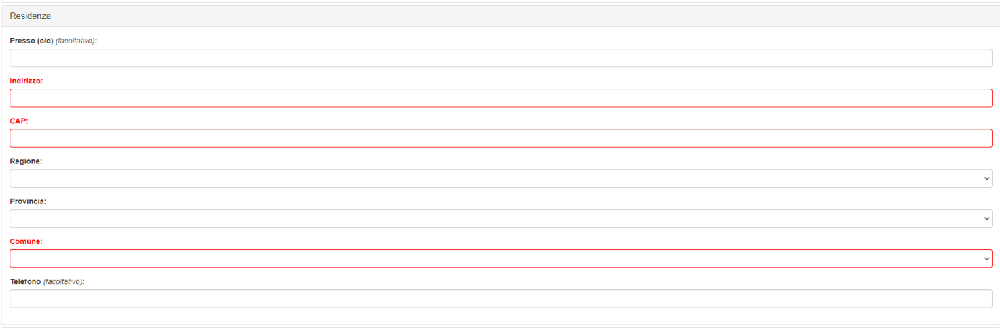 Residenza
Presso (c/o) (facoltativo):
Indirizzo:
CAP:
Regione:
Provincia:
Comune:
Telefono (facoltativo):